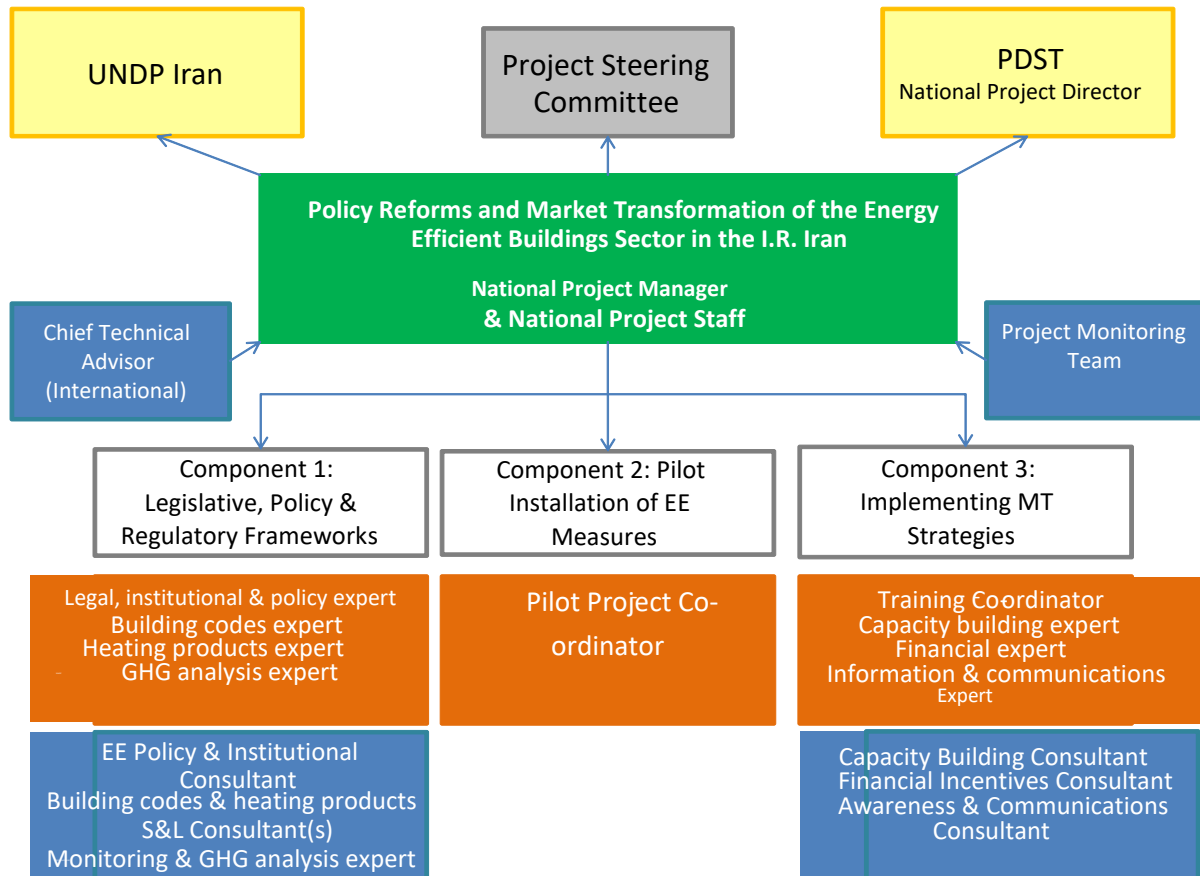 UNDP Iran
Project Steering
Committee
PDST
National Project Director
Policy Reforms and Market Transformation of the Energy
Efficient Buildings Sector in the I.R. Iran
National Project Manager
& National Project Staff
Chief Technical
Advisor
(International)
Project Monitoring
Team
Component 1:
Legislative, Policy &
Regulatory Frameworks
Component 2: Pilot
Installation of EE
Measures
Component 3:
Implementing MT
Strategies
Legal, institutional & policy expert
Building codes expert
Heating products expert
GHG analysis expert
Pilot Project Co-
ordinator
Training Co-ordinator
Capacity building expert
Financial expert
Information & communications
Expert
EE Policy & Institutional
Consultant
Building codes & heating products
S&L Consultant(s)
Monitoring & GHG analysis expert
Capacity Building Consultant
Financial Incentives Consultant
Awareness & Communications
Consultant